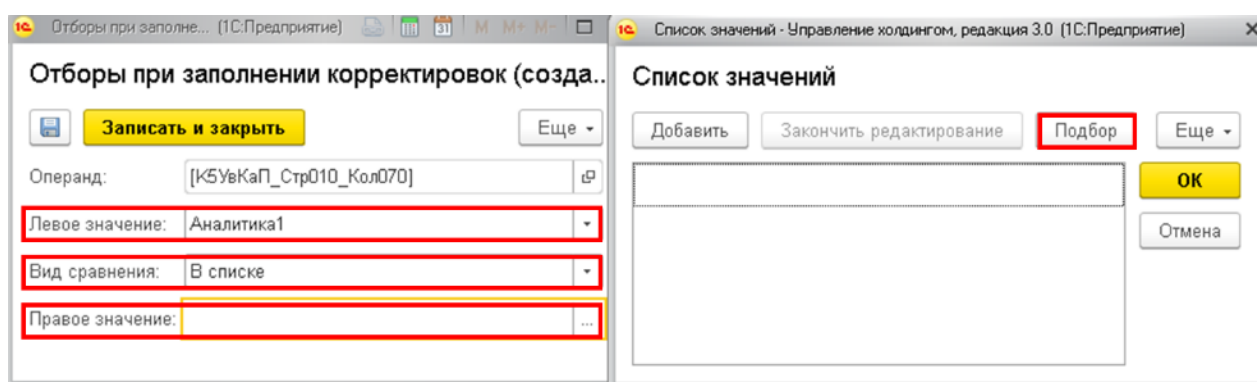 Отборы при заполне... (1С:Предприятие) 31 M M+ M-
Отборы при заполнении корректировок (созда...
Записать и закрыть Еще
Операнд: [К5УвКаП_Стр010_Кол070]
Левое значение: Аналитика1
Вид сравнения: В списке
Правое значение: ...
Список значений - Управление холдингом, редакция 3.0 (1С:Предприятие)
Список значений
Добавить Закончить редактирование Подбор Еще
ОК
Отмена